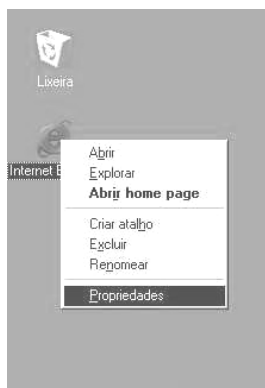 Lixeira
Internet E
Abrir
Explorar
Abrir home page
Criar atalho
Excluir
Renomear
Propriedades